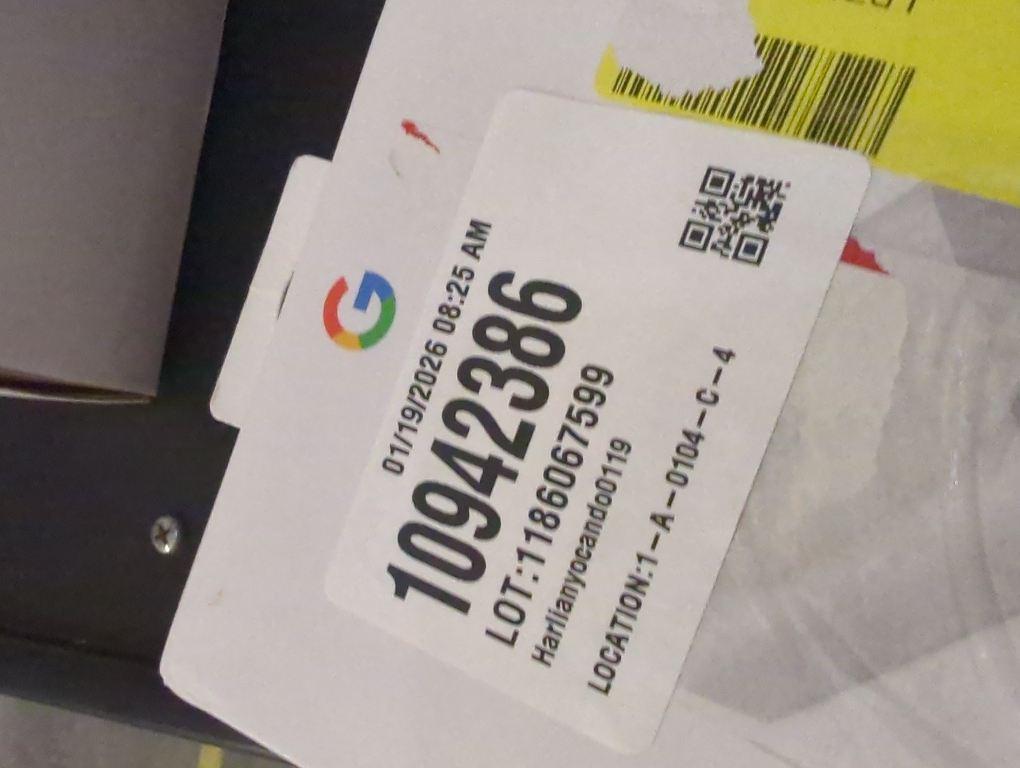 01/19/2026 08:25 AM
10942386
LOT:1186067599
Harlianyocando0119
LOCATION:1-A-0104-C-4
G